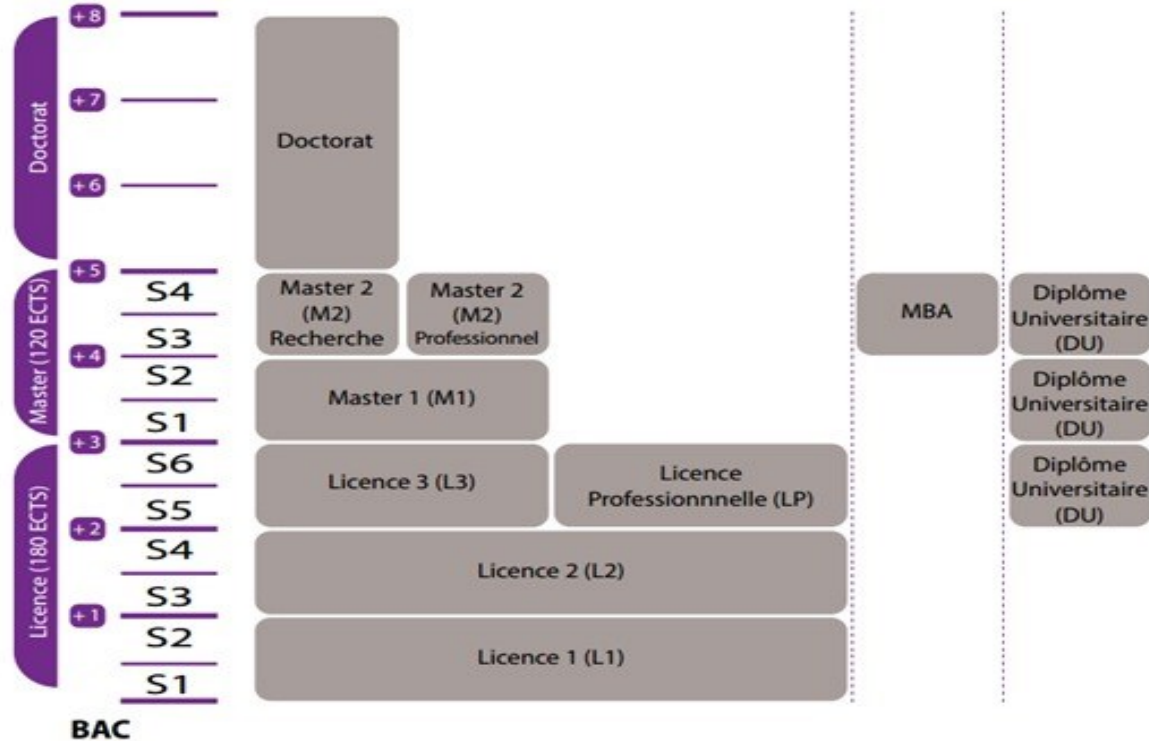 +8
+7
Doctorat
Doctorat
+6
+5
S4
Master 2
(M2)
Recherche
Master 2
(M2)
Professionnel
MBA
Diplôme
Universitaire
(DU)
S3
+4
Master (120 ECTS)
S2
Master 1 (M1)
Diplôme
Universitaire
(DU)
S1
+3
S6
Licence 3 (L3)
Licence
Professionnnelle (LP)
Diplôme
Universitaire
(DU)
S5
+2
Licence (180 ECTS)
S4
Licence 2 (L2)
S3
+1
S2
Licence 1 (L1)
S1
BAC